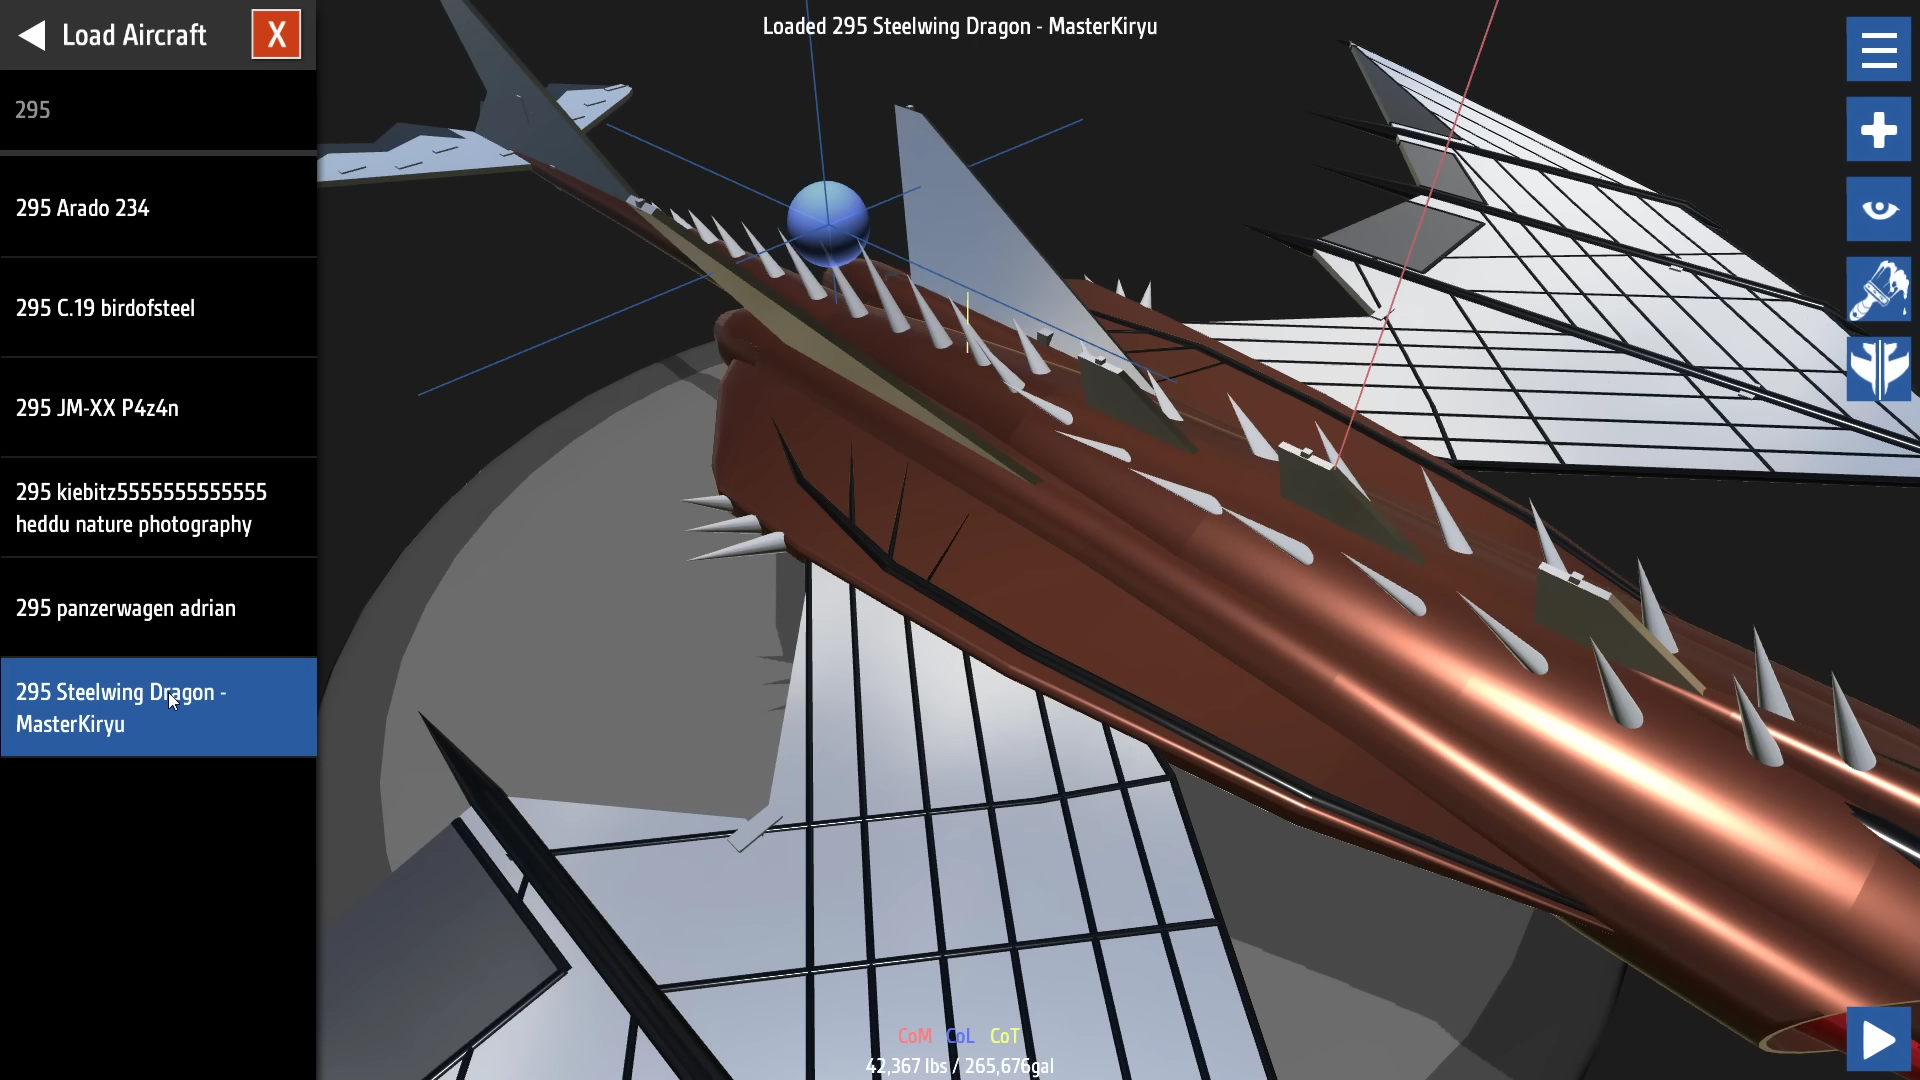 Load Aircraft
X
Loaded 295 Steelwing Dragon - MasterKiryu
295
295 Arado 234
295 C.19 birdofsteel
295 JM-XX P4z4n
295 kiebitz5555555555555
heddu nature photography
295 panzerwagen adrian
295 Steelwing Dragon -
MasterKiryu
CoM CoL CoT
42,367 lbs / 265,676gal